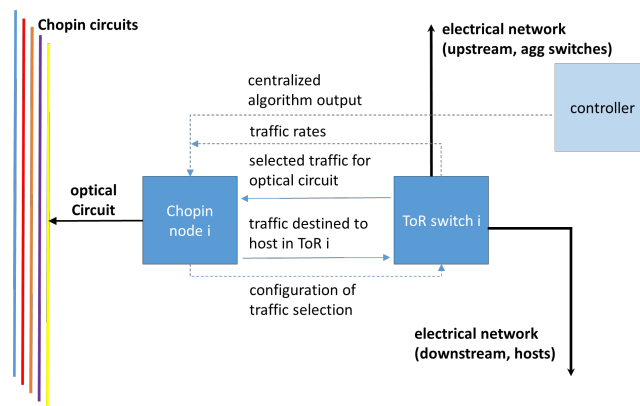 Chopin circuits
electrical network
(upstream, agg switches)
centralized
algorithm output
controller
traffic rates
selected traffic for
optical circuit
optical
Circuit
Chopin
node i
ToR switch i
traffic destined to
host in ToR i
configuration of
traffic selection
electrical network
(downstream, hosts)